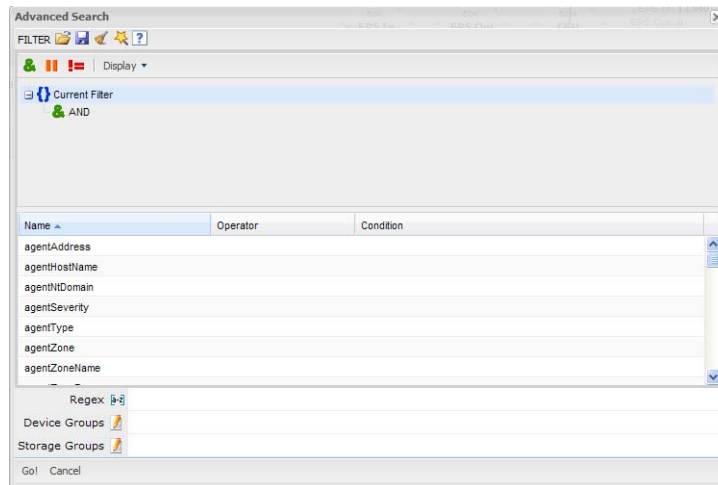 Advanced Search
FILTER ?
& || != Display
{} Current Filter
& AND
Name Operator Condition
agentAddress
agentHostName
agentNtDomain
agentSeverity
agentType
agentZone
agentZoneName
Regex [a-z]
Device Groups
Storage Groups
Go! Cancel